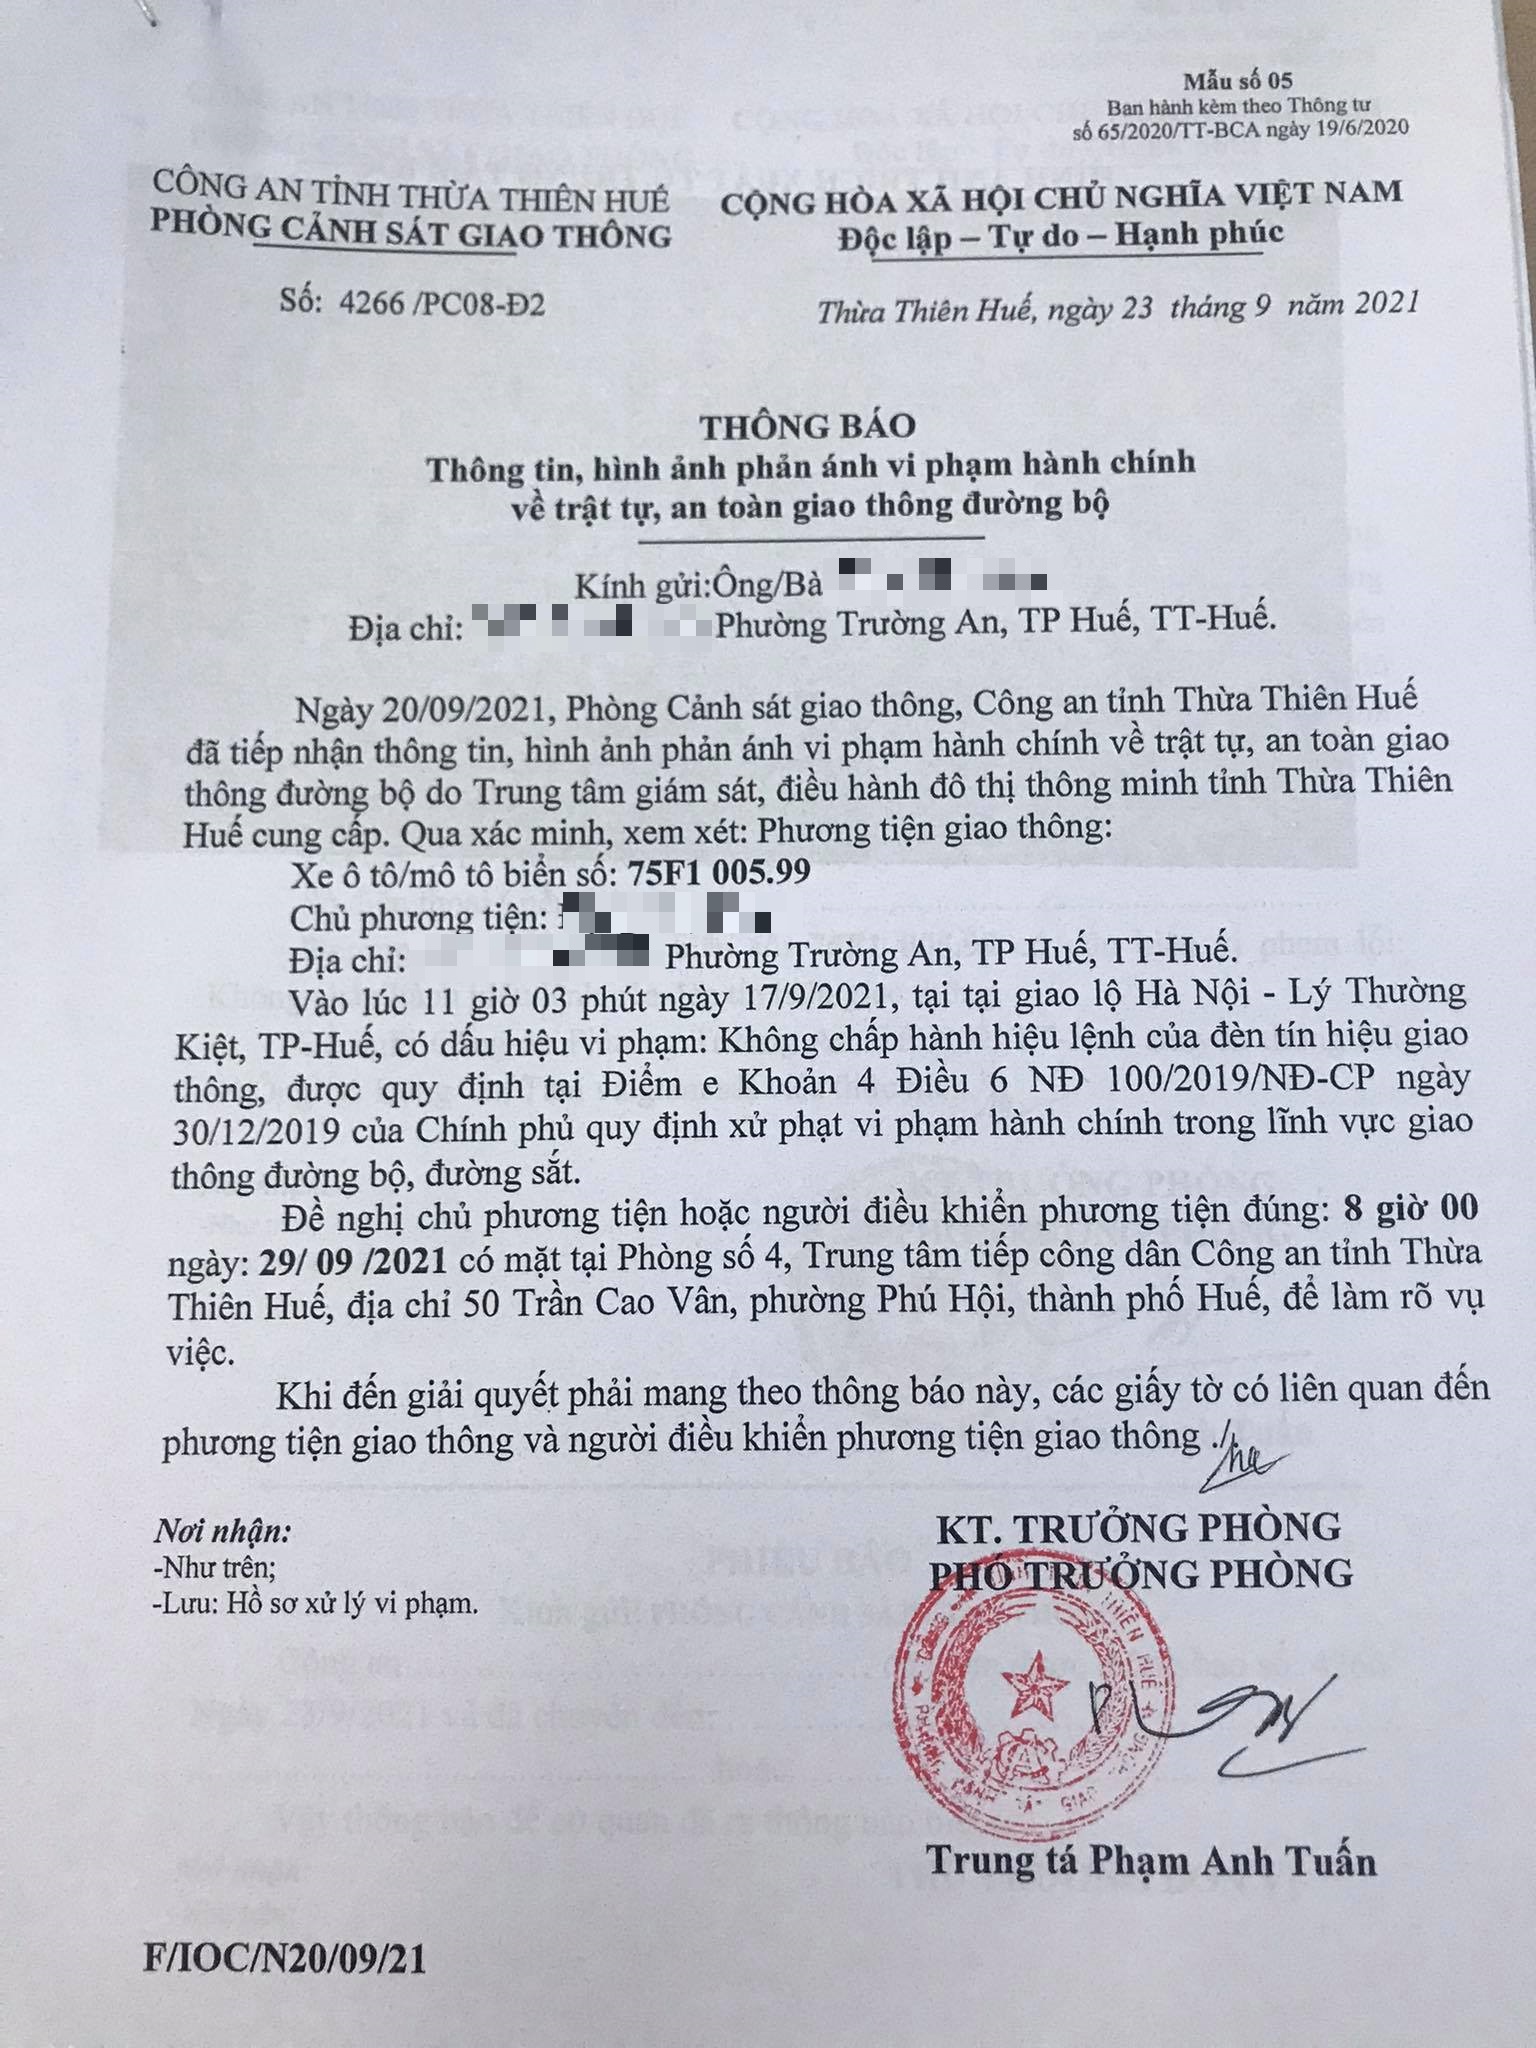 Mẫu số 05
Ban hành kèm theo Thông tư
số 65/2020/TT-BCA ngày 19/6/2020
CÔNG AN TỈNH THỪA THIÊN HUẾ
PHÒNG CẢNH SÁT GIAO THÔNG
CỘNG HÒA XÃ HỘI CHỦ NGHĨA VIỆT NAM
Độc lập – Tự do – Hạnh phúc
Số: 4266 /PC08-Đ2
Thừa Thiên Huế, ngày 23 tháng 9 năm 2021
THÔNG BÁO
Thông tin, hình ảnh phản ánh vi phạm hành chính
về trật tự, an toàn giao thông đường bộ
Kính gửi:Ông/Bà
Địa chỉ: Phường Trường An, TP Huế, TT-Huế.
Ngày 20/09/2021, Phòng Cảnh sát giao thông, Công an tỉnh Thừa Thiên Huế
đã tiếp nhận thông tin, hình ảnh phản ánh vi phạm hành chính về trật tự, an toàn giao
thông đường bộ do Trung tâm giám sát, điều hành đô thị thông minh tỉnh Thừa Thiên
Huế cung cấp. Qua xác minh, xem xét: Phương tiện giao thông:
Xe ô tô/mô tô biển số: 75F1 005.99
Chủ phương tiện:
Địa chỉ: Phường Trường An, TP Huế, TT-Huế.
Vào lúc 11 giờ 03 phút ngày 17/9/2021, tại tại giao lộ Hà Nội - Lý Thường
Kiệt, TP-Huế, có dấu hiệu vi phạm: Không chấp hành hiệu lệnh của đèn tín hiệu giao
thông, được quy định tại Điểm e Khoản 4 Điều 6 NĐ 100/2019/NĐ-CP ngày
30/12/2019 của Chính phủ quy định xử phạt vi phạm hành chính trong lĩnh vực giao
thông đường bộ, đường sắt.
Đề nghị chủ phương tiện hoặc người điều khiển phương tiện đúng: 8 giờ 00
ngày: 29/ 09 /2021 có mặt tại Phòng số 4, Trung tâm tiếp công dân Công an tỉnh Thừa
Thiên Huế, địa chỉ 50 Trần Cao Vân, phường Phú Hội, thành phố Huế, để làm rõ vụ
việc.
Khi đến giải quyết phải mang theo thông báo này, các giấy tờ có liên quan đến
phương tiện giao thông và người điều khiển phương tiện giao thông ./.
Nơi nhận:
-Như trên;
-Lưu: Hồ sơ xử lý vi phạm.
KT. TRƯỞNG PHÒNG
PHÓ TRƯỞNG PHÒNG
Trung tá Phạm Anh Tuấn
F/IOC/N20/09/21